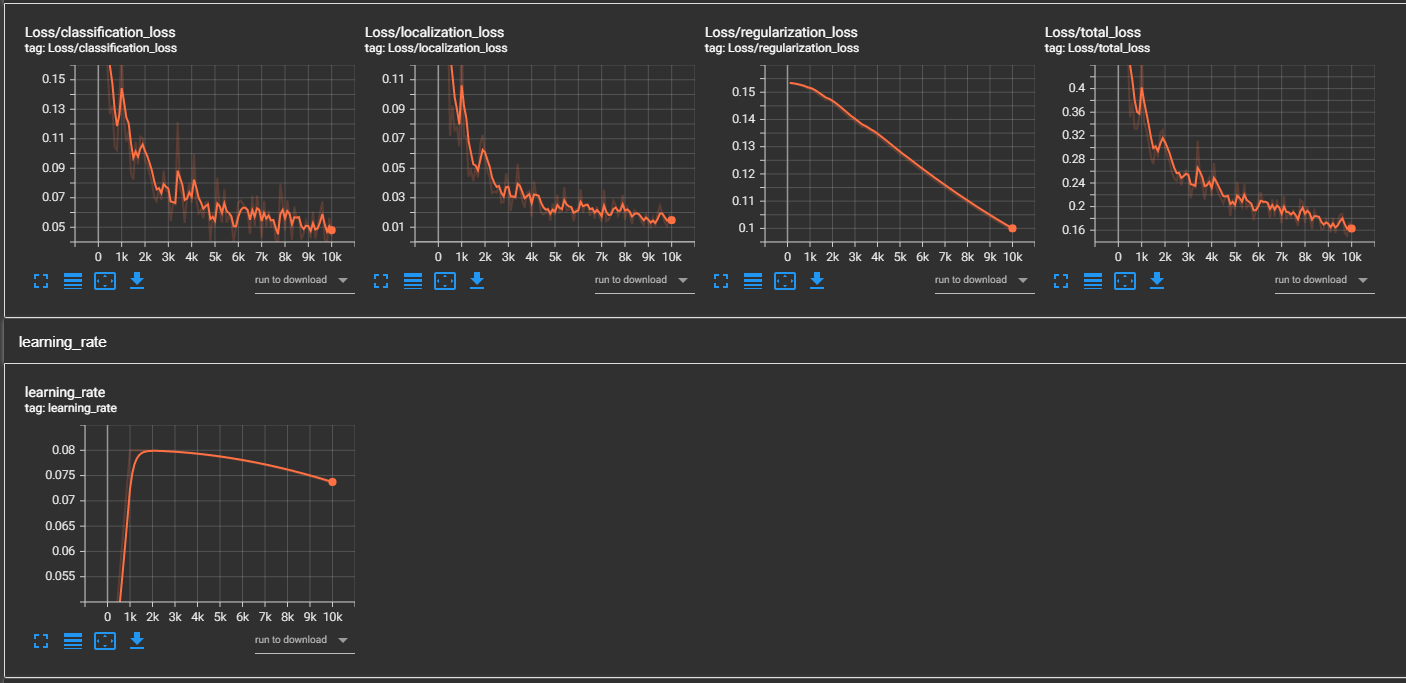 Loss/classification_loss
tag: Loss/classification_loss
0.15
0.13
0.11
0.09
0.07
0.05
0 1k 2k 3k 4k 5k 6k 7k 8k 9k 10k
run to download
Loss/localization_loss
tag: Loss/localization_loss
0.11
0.09
0.07
0.05
0.03
0.01
0 1k 2k 3k 4k 5k 6k 7k 8k 9k 10k
run to download
Loss/regularization_loss
tag: Loss/regularization_loss
0.15
0.14
0.13
0.12
0.11
0.1
0 1k 2k 3k 4k 5k 6k 7k 8k 9k 10k
run to download
Loss/total_loss
tag: Loss/total_loss
0.4
0.36
0.32
0.28
0.24
0.2
0.16
0 1k 2k 3k 4k 5k 6k 7k 8k 9k 10k
run to download
learning_rate
learning_rate
tag: learning_rate
0.08
0.075
0.07
0.065
0.06
0.055
0 1k 2k 3k 4k 5k 6k 7k 8k 9k 10k
run to download